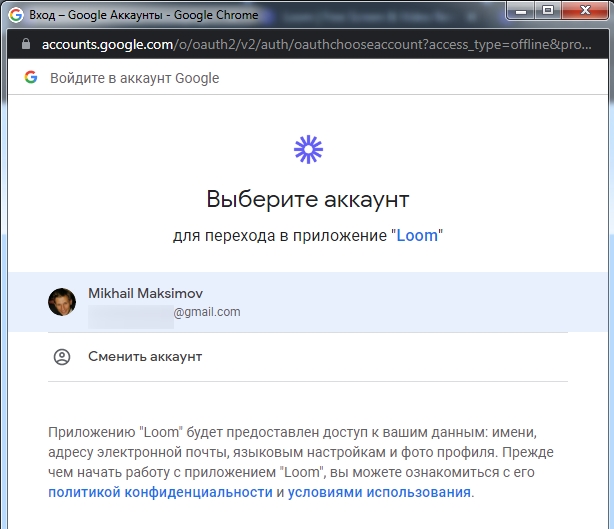 Вход – Google Аккаунты - Google Chrome
accounts.google.com/o/oauth2/v2/auth/oauthchooseaccount?access_type=offline&pro...
Войдите в аккаунт Google
Выберите аккаунт
для перехода в приложение "Loom"
Mikhail Maksimov
@gmail.com
Сменить аккаунт
Приложению "Loom" будет предоставлен доступ к вашим данным: имени,
адресу электронной почты, языковым настройкам и фото профиля. Прежде
чем начать работу с приложением "Loom", вы можете ознакомиться с его
политикой конфиденциальности и условиями использования.